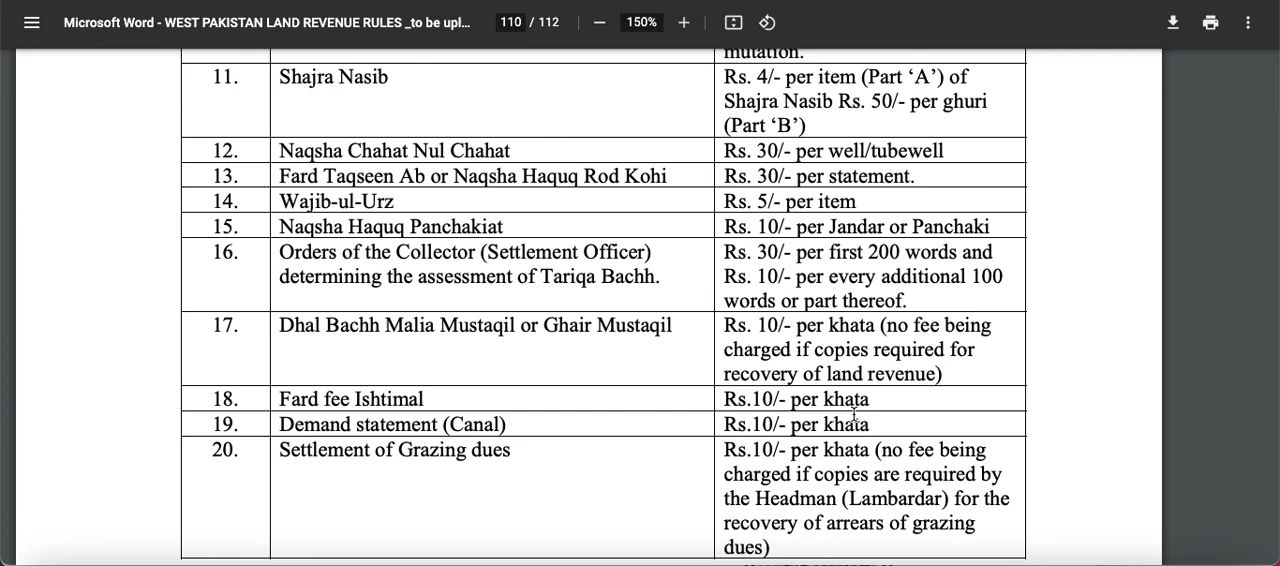 Microsoft Word - WEST PAKISTAN LAND REVENUE RULES _to be upl... 110 / 112 150%
mutation.
11. Shajra Nasib Rs. 4/- per item (Part ‘A’) of
Shajra Nasib Rs. 50/- per ghuri
(Part ‘B’)
12. Naqsha Chahat Nul Chahat Rs. 30/- per well/tubewell
13. Fard Taqseen Ab or Naqsha Haquq Rod Kohi Rs. 30/- per statement.
14. Wajib-ul-Urz Rs. 5/- per item
15. Naqsha Haquq Panchakiat Rs. 10/- per Jandar or Panchaki
16. Orders of the Collector (Settlement Officer) Rs. 30/- per first 200 words and
determining the assessment of Tariqa Bachh. Rs. 10/- per every additional 100
words or part thereof.
17. Dhal Bachh Malia Mustaqil or Ghair Mustaqil Rs. 10/- per khata (no fee being
charged if copies required for
recovery of land revenue)
18. Fard fee Ishtimal Rs.10/- per khata
19. Demand statement (Canal) Rs.10/- per khata
20. Settlement of Grazing dues Rs.10/- per khata (no fee being
charged if copies are required by
the Headman (Lambardar) for the
recovery of arrears of grazing
dues)